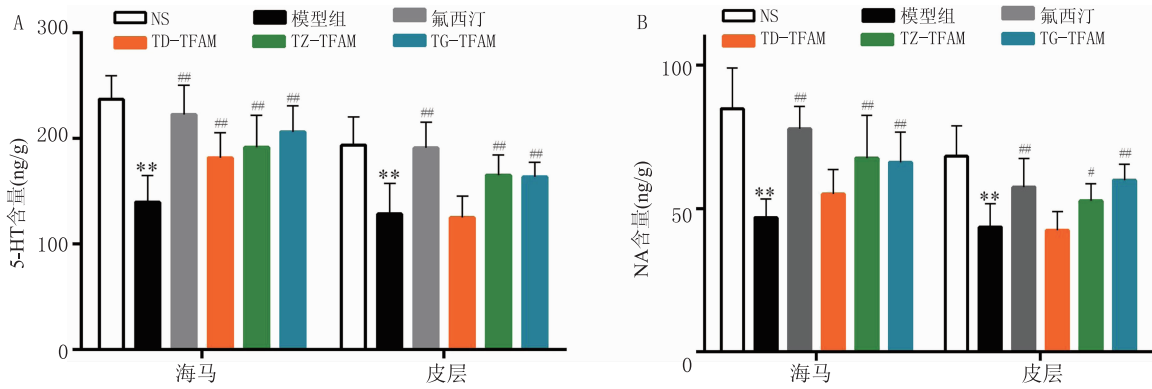 A
NS
模型组
氟西汀
TD-TFAM
TZ-TFAM
TG-TFAM
5-HT含量(ng/g)
300
200
100
0
**
##
##
##
##
**
##
##
##
海马
皮层
B
NS
模型组
氟西汀
TD-TFAM
TZ-TFAM
TG-TFAM
NA含量(ng/g)
100
50
0
**
##
##
##
**
##
#
##
海马
皮层